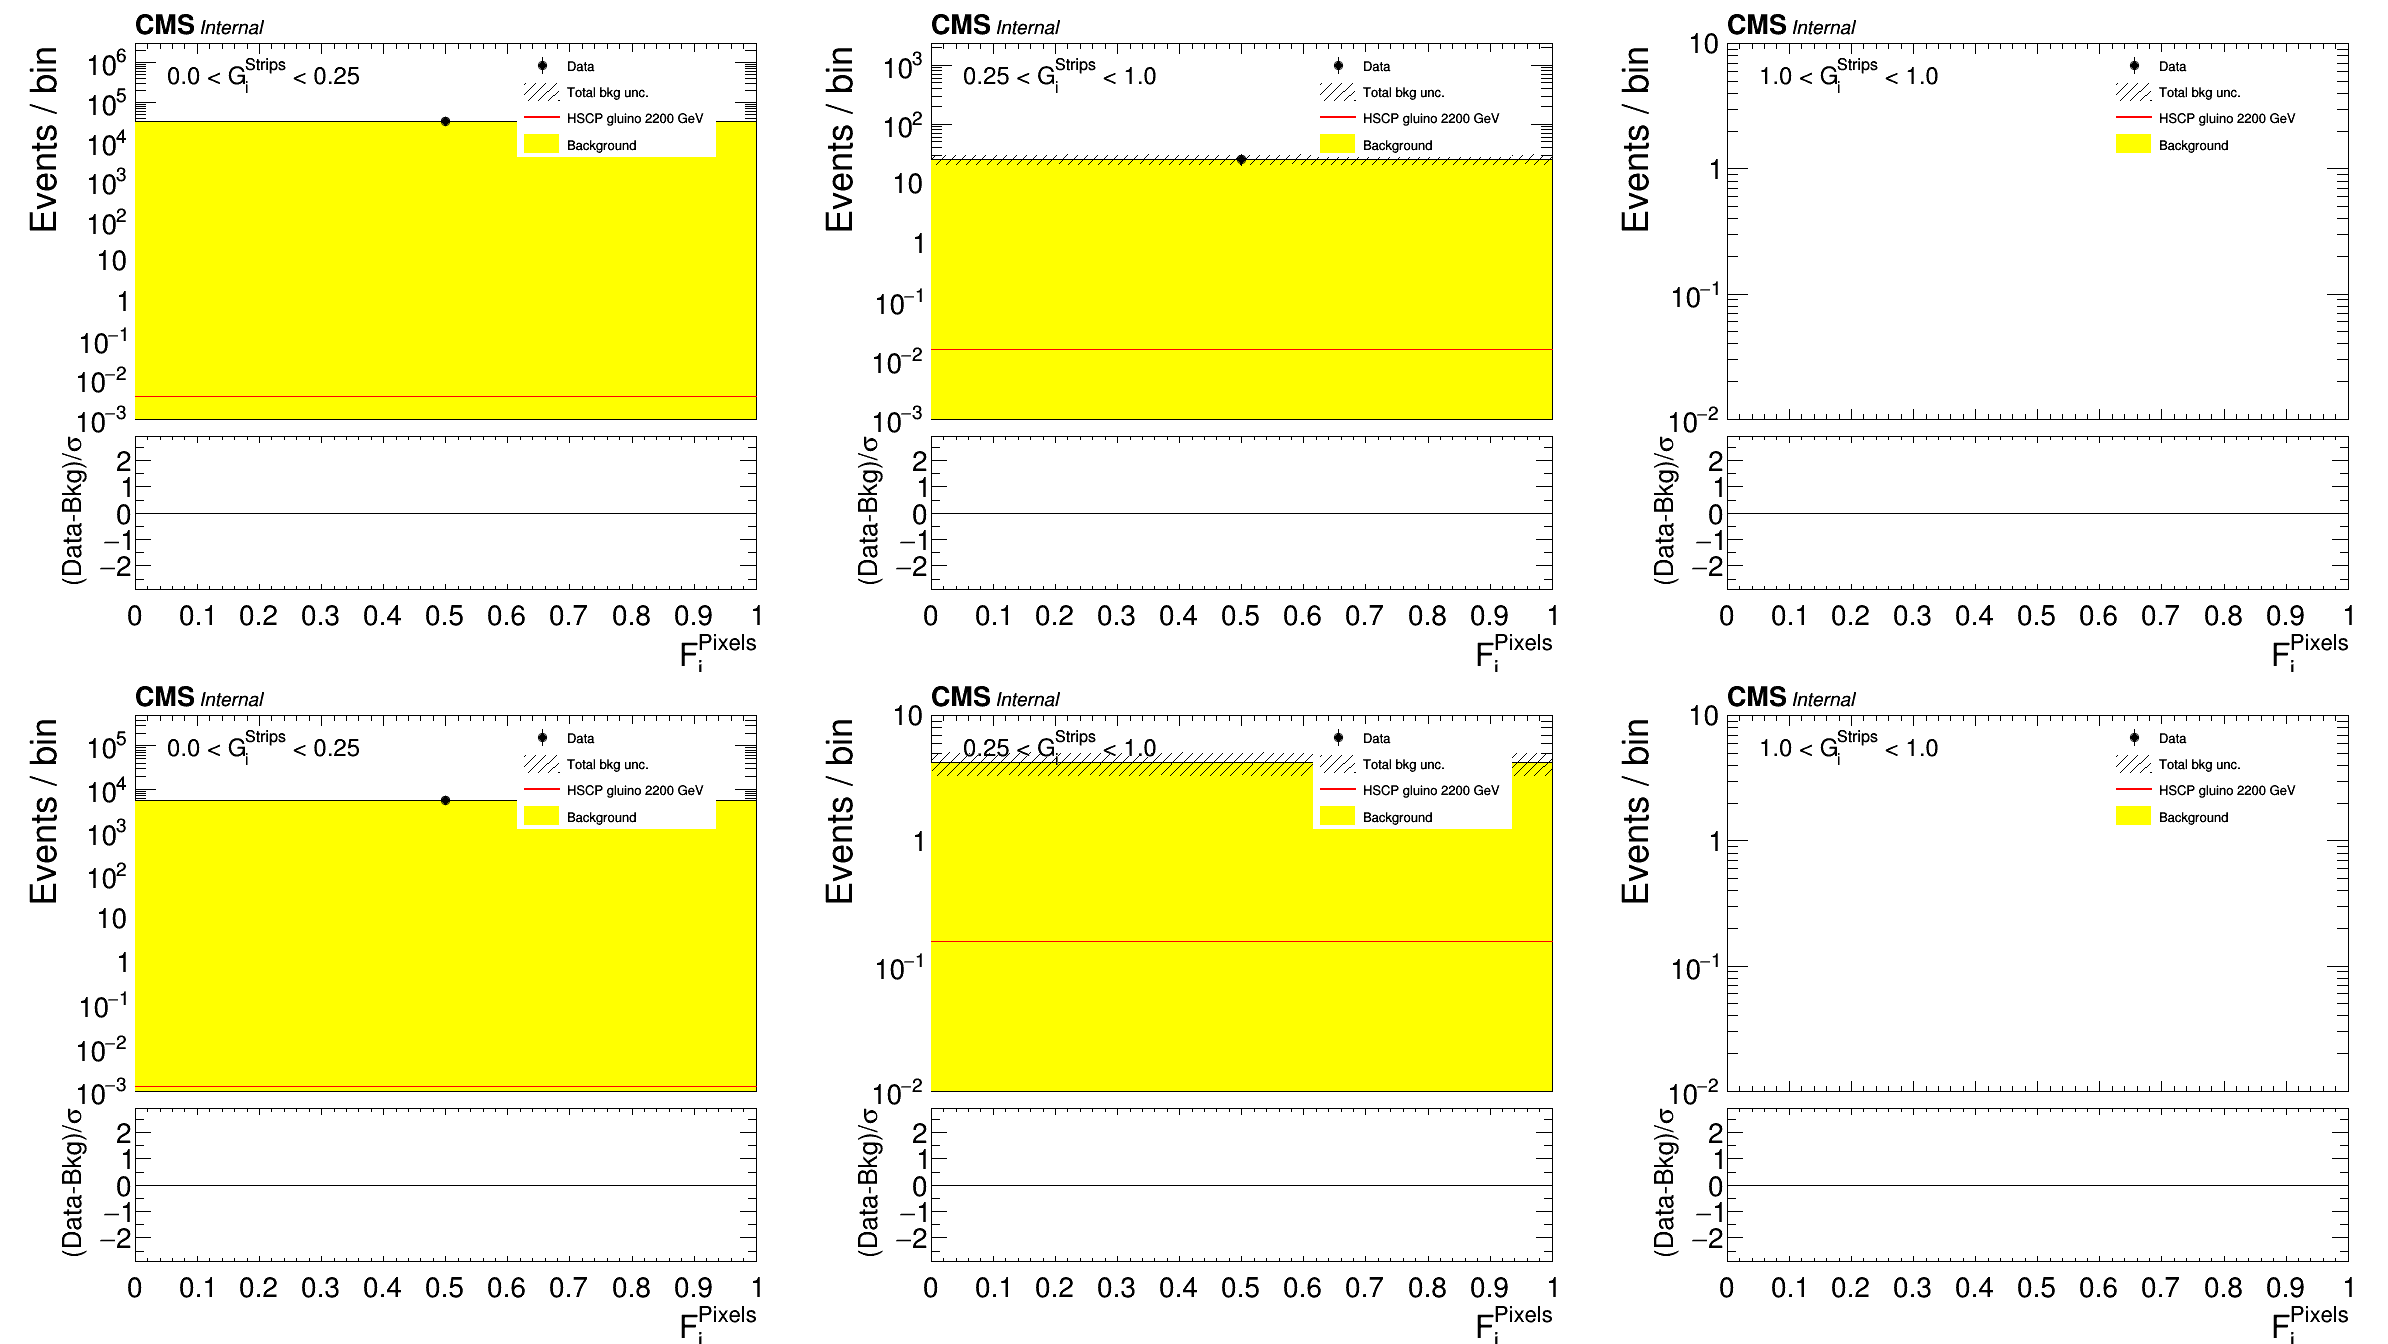 CMS Internal
Events / bin
10^6
10^5
10^4
10^3
10^2
10
1
10^−1
10^−2
10^−3
0.0 < G_i^Strips < 0.25
Data
Total bkg unc.
HSCP gluino 2200 GeV
Background
(Data-Bkg)/σ
2
1
0
−1
−2
0 0.1 0.2 0.3 0.4 0.5 0.6 0.7 0.8 0.9 1
F_i^Pixels
CMS Internal
Events / bin
10^3
10^2
10
1
10^−1
10^−2
10^−3
0.25 < G_i^Strips < 1.0
Data
Total bkg unc.
HSCP gluino 2200 GeV
Background
(Data-Bkg)/σ
2
1
0
−1
−2
0 0.1 0.2 0.3 0.4 0.5 0.6 0.7 0.8 0.9 1
F_i^Pixels
CMS Internal
Events / bin
10
1
10^−1
10^−2
1.0 < G_i^Strips < 1.0
Data
Total bkg unc.
HSCP gluino 2200 GeV
Background
(Data-Bkg)/σ
2
1
0
−1
−2
0 0.1 0.2 0.3 0.4 0.5 0.6 0.7 0.8 0.9 1
F_i^Pixels
CMS Internal
Events / bin
10^5
10^4
10^3
10^2
10
1
10^−1
10^−2
10^−3
0.0 < G_i^Strips < 0.25
Data
Total bkg unc.
HSCP gluino 2200 GeV
Background
(Data-Bkg)/σ
2
1
0
−1
−2
0 0.1 0.2 0.3 0.4 0.5 0.6 0.7 0.8 0.9 1
F_i^Pixels
CMS Internal
Events / bin
10
1
10^−1
10^−2
0.25 < G_i^Strips < 1.0
Data
Total bkg unc.
HSCP gluino 2200 GeV
Background
(Data-Bkg)/σ
2
1
0
−1
−2
0 0.1 0.2 0.3 0.4 0.5 0.6 0.7 0.8 0.9 1
F_i^Pixels
CMS Internal
Events / bin
10
1
10^−1
10^−2
1.0 < G_i^Strips < 1.0
Data
Total bkg unc.
HSCP gluino 2200 GeV
Background
(Data-Bkg)/σ
2
1
0
−1
−2
0 0.1 0.2 0.3 0.4 0.5 0.6 0.7 0.8 0.9 1
F_i^Pixels